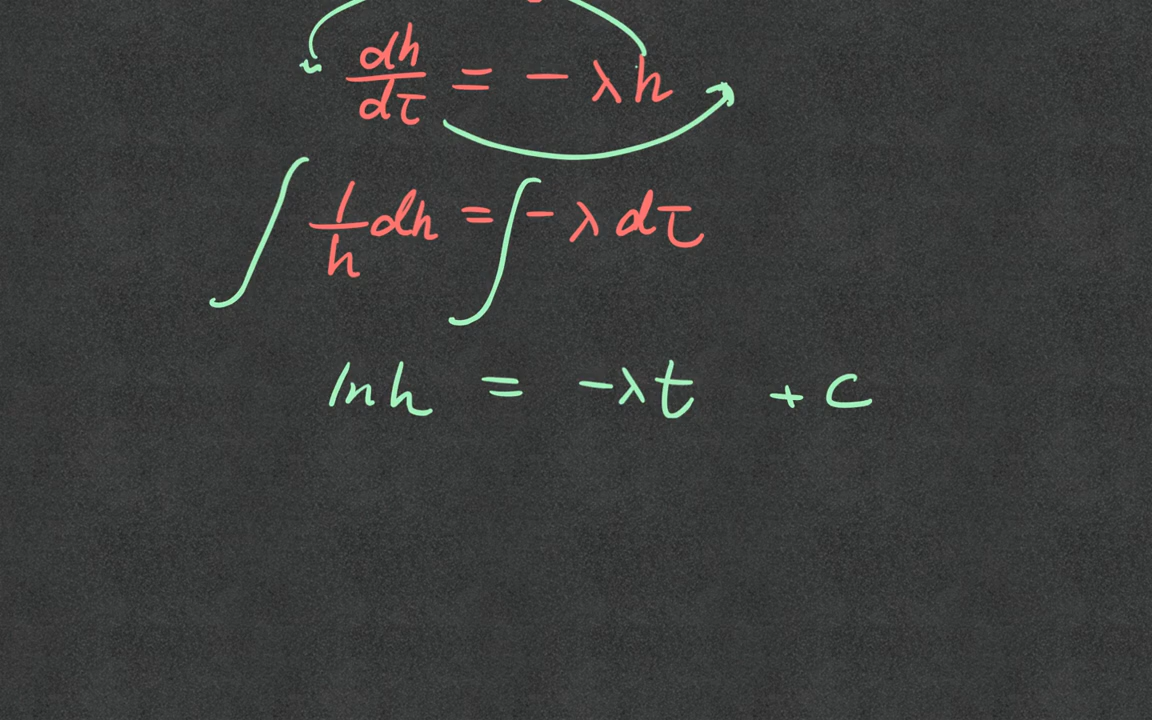 dh/dτ = - λh
∫ 1/h dh = ∫ - λ dτ
ln h = -λt + c